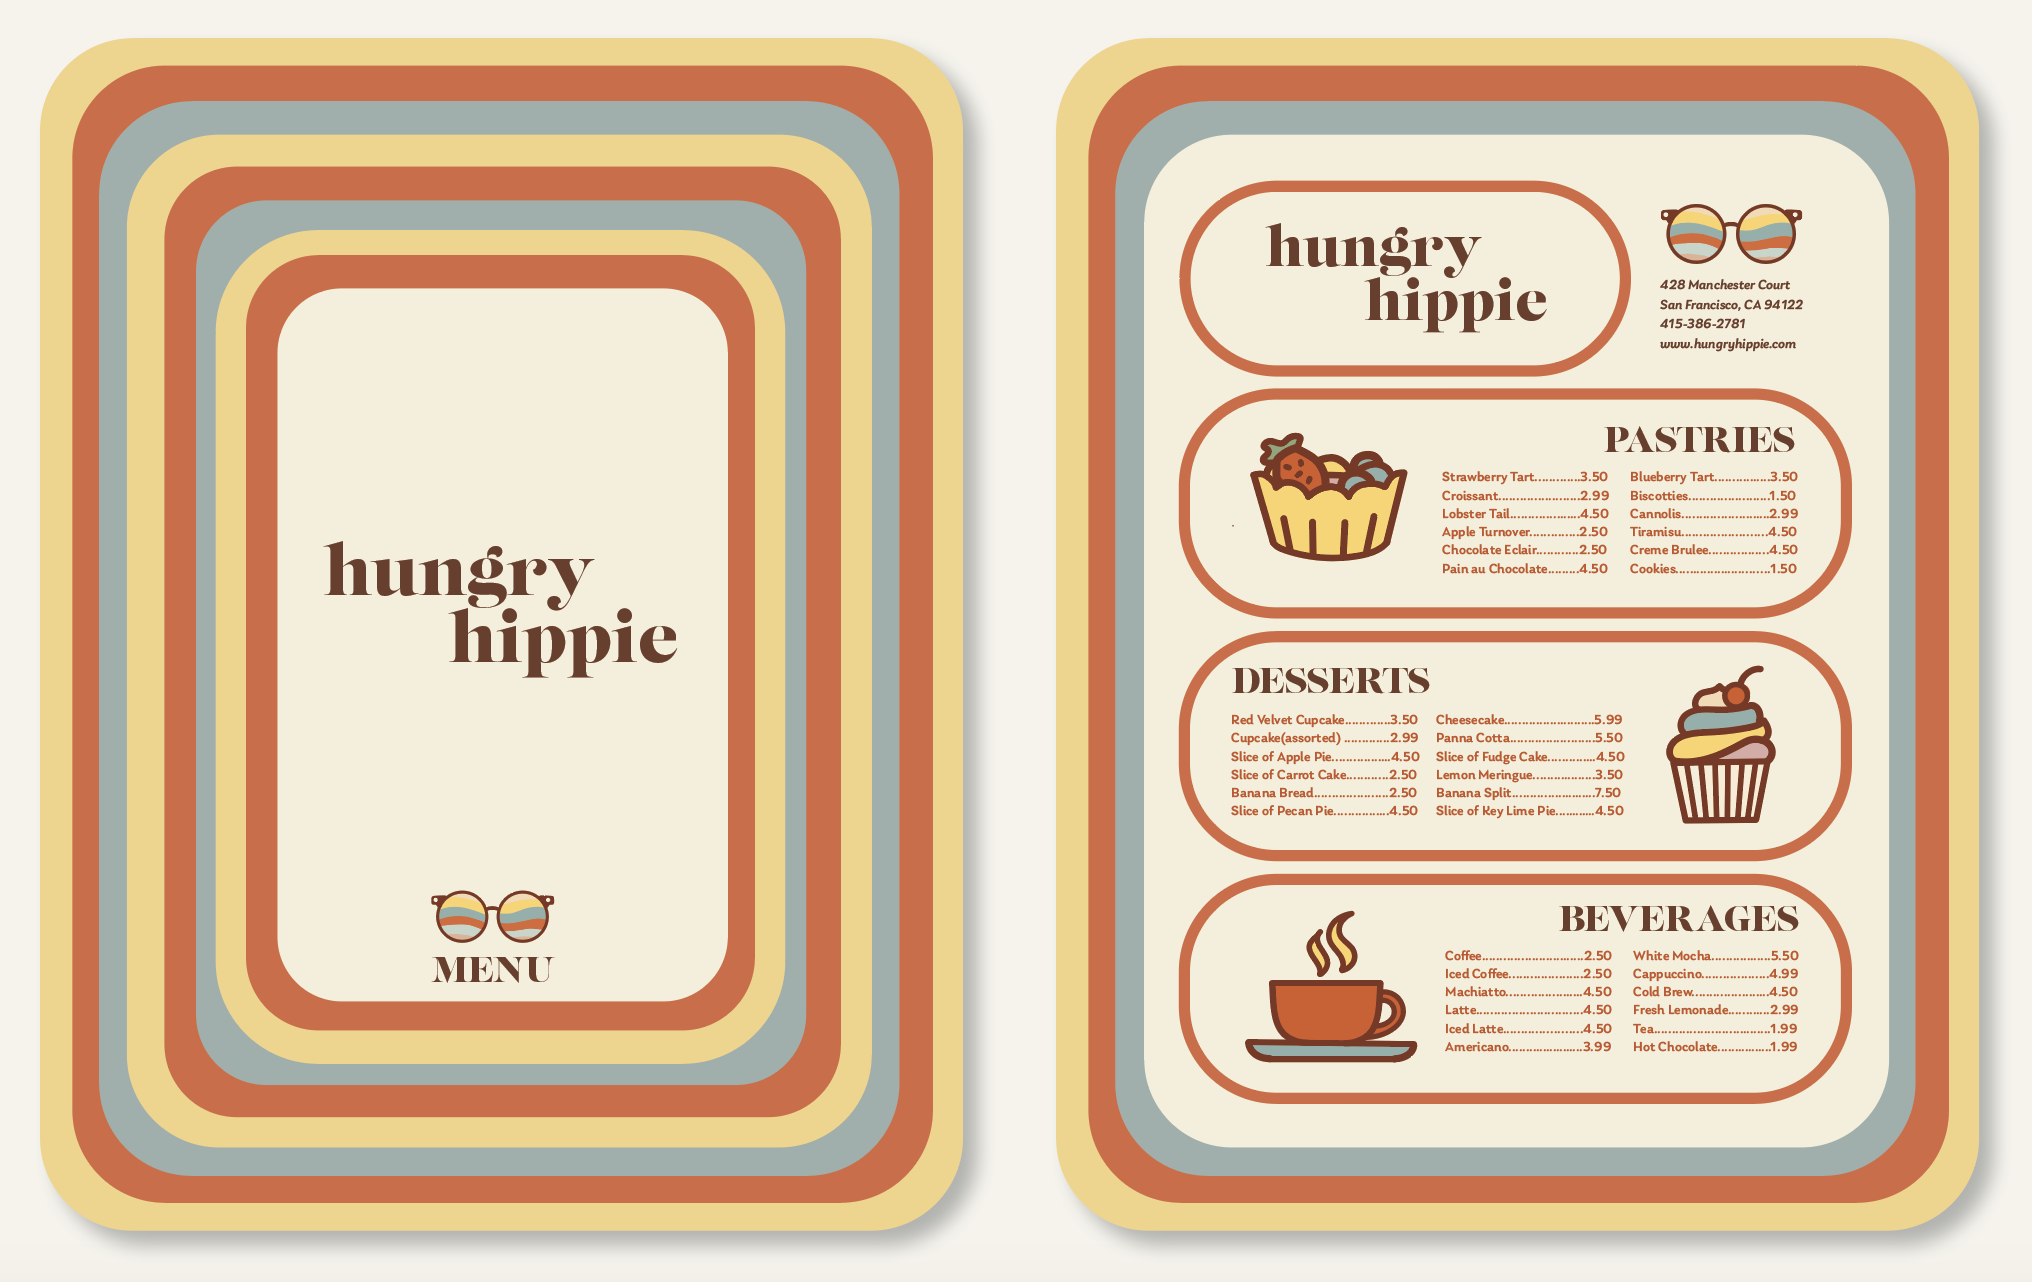 hungry
hippie
MENU
hungry
hippie
428 Manchester Court
San Francisco, CA 94122
415-386-2781
www.hungryhippie.com
PASTRIES
Strawberry Tart............3.50
Croissant......................2.99
Lobster Tail...................4.50
Apple Turnover.............2.50
Chocolate Eclair...........2.50
Pain au Chocolate........4.50
Blueberry Tart...............3.50
Biscotties.....................1.50
Cannolis.......................2.99
Tiramisu.......................4.50
Creme Brulee................4.50
Cookies.........................1.50
DESSERTS
Red Velvet Cupcake............3.50
Cupcake(assorted) ............2.99
Slice of Apple Pie................4.50
Slice of Carrot Cake...........2.50
Banana Bread....................2.50
Slice of Pecan Pie...............4.50
Cheesecake........................5.99
Panna Cotta.......................5.50
Slice of Fudge Cake.............4.50
Lemon Meringue.................3.50
Banana Split......................7.50
Slice of Key Lime Pie...........4.50
BEVERAGES
Coffee...........................2.50
Iced Coffee....................2.50
Machiatto.....................4.50
Latte............................4.50
Iced Latte.....................4.50
Americano....................3.99
White Mocha................5.50
Cappuccino..................4.99
Cold Brew.....................4.50
Fresh Lemonade...........2.99
Tea...............................1.99
Hot Chocolate..............1.99